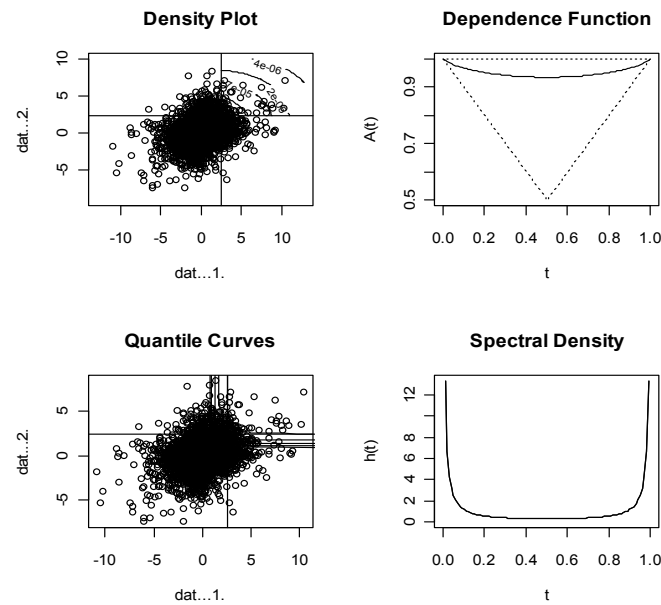 Density Plot
dat...2.
10
5
0
-5
4e-06
-10 -5 0 5 10
dat...1.
Dependence Function
A(t)
0.9
0.7
0.5
0.0 0.2 0.4 0.6 0.8 1.0
t
Quantile Curves
dat...2.
5
0
-5
-10 -5 0 5 10
dat...1.
Spectral Density
h(t)
12
8
6
4
2
0
0.0 0.2 0.4 0.6 0.8 1.0
t